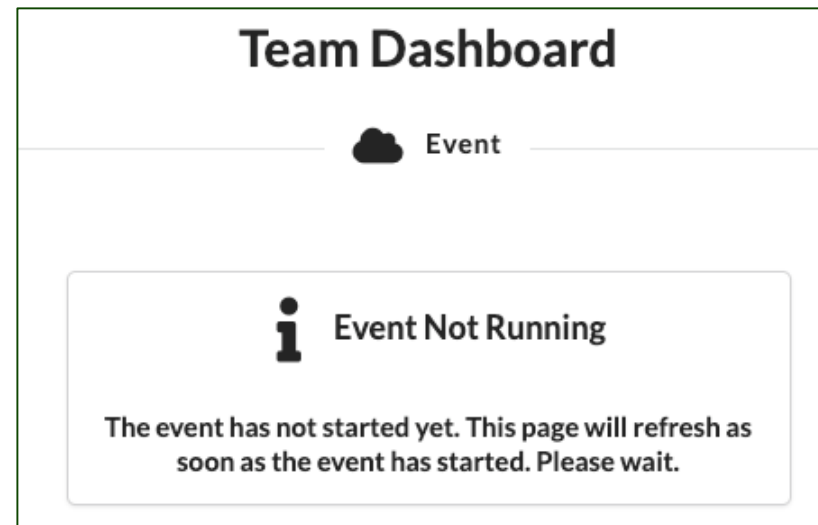 Team Dashboard
Event
Event Not Running
The event has not started yet. This page will refresh as
soon as the event has started. Please wait.